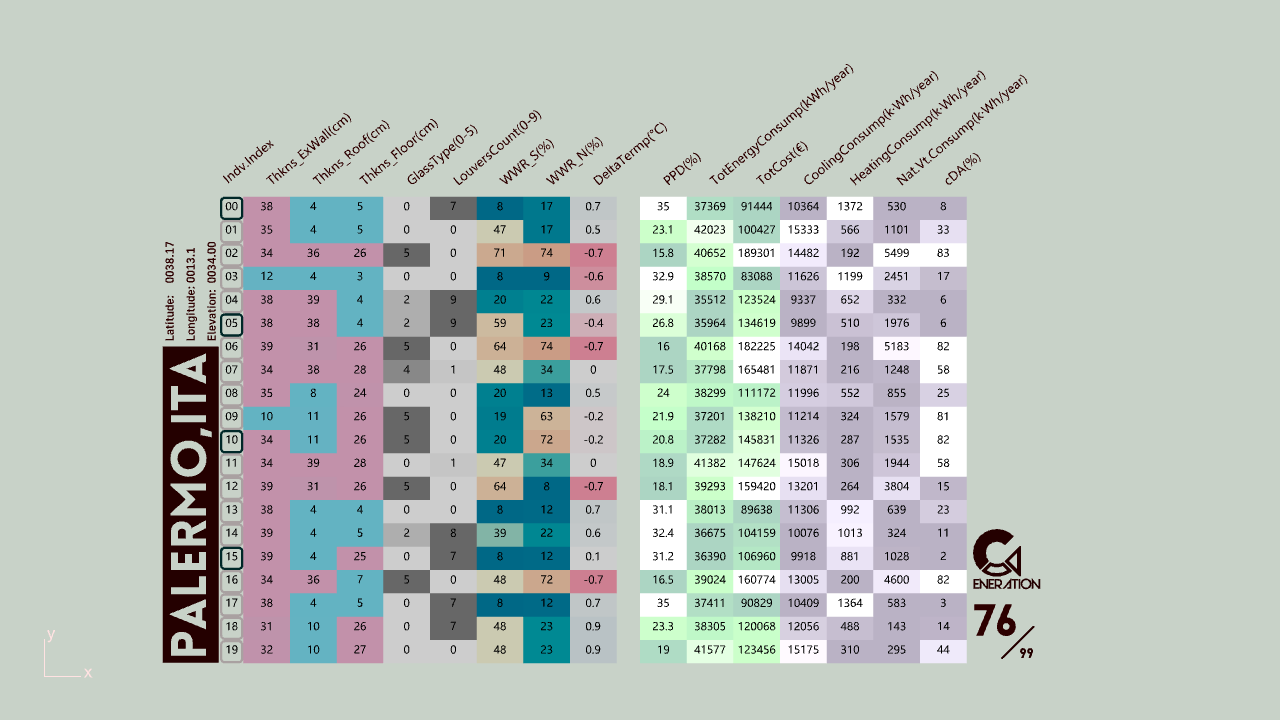 Indv.Index Thkns_ExWall(cm) Thkns_Roof(cm) Thkns_Floor(cm) GlassType(0-5) LouversCount(0-9) WWR_S(%) WWR_N(%) DeltaTermp(°C) PPD(%) TotEnergyConsump(kWh/year) TotCost(€) CoolingConsump(k·Wh/year) HeatingConsump(k·Wh/year) Nat.Vt.Consump(k·Wh/year) cDA(%)
00 38 4 5 0 7 8 17 0.7 35 37369 91444 10364 1372 530 8
01 35 4 5 0 0 47 17 0.5 23.1 42023 100427 15333 566 1101 33
02 34 36 26 5 0 71 74 -0.7 15.8 40652 189301 14482 192 5499 83
03 12 4 3 0 0 8 9 -0.6 32.9 38570 83088 11626 1199 2451 17
04 38 39 4 2 9 20 22 0.6 29.1 35512 123524 9337 652 332 6
05 38 38 4 2 9 59 23 -0.4 26.8 35964 134619 9899 510 1976 6
06 39 31 26 5 0 64 74 -0.7 16 40168 182225 14042 198 5183 82
07 34 38 28 4 1 48 34 0 17.5 37798 165481 11871 216 1248 58
08 35 8 24 0 0 20 13 0.5 24 38299 111172 11996 552 855 25
09 10 11 26 5 0 19 63 -0.2 21.9 37201 138210 11214 324 1579 81
10 34 11 26 5 0 20 72 -0.2 20.8 37282 145831 11326 287 1535 82
11 34 39 28 0 1 47 34 0 18.9 41382 147624 15018 306 1944 58
12 39 31 26 5 0 64 8 -0.7 18.1 39293 159420 13201 264 3804 15
13 38 4 4 0 0 8 12 0.7 31.1 38013 89638 11306 992 639 23
14 39 4 5 2 8 39 22 0.6 32.4 36675 104159 10076 1013 324 11
15 39 4 25 0 7 8 12 0.1 31.2 36390 106960 9918 881 1028 2
16 34 36 7 5 0 48 72 -0.7 16.5 39024 160774 13005 200 4600 82
17 38 4 5 0 7 8 12 0.7 35 37411 90829 10409 1364 583 3
18 31 10 26 0 7 48 23 0.9 23.3 38305 120068 12056 488 143 14
19 32 10 27 0 0 48 23 0.9 19 41577 123456 15175 310 295 44
Latitude: 0038.17
Longitude: 0013.1
Elevation: 0034.00
PALERMO,ITA
GENERATION
76/99
y
x